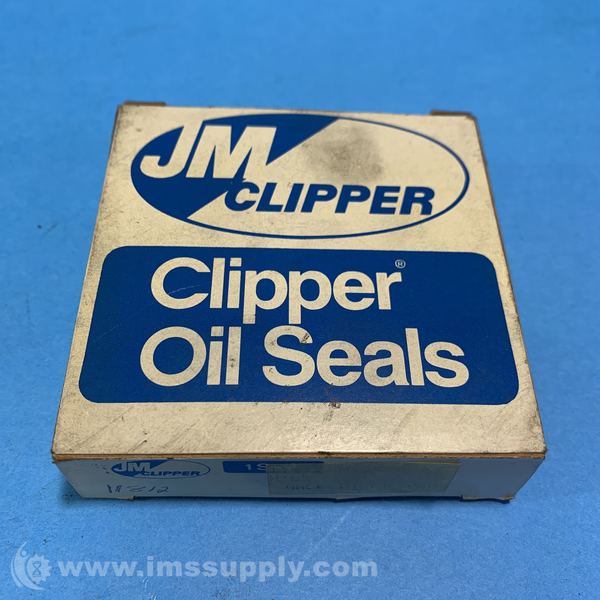 JM
CLIPPER
Clipper®
Oil Seals
JM CLIPPER
www.imssupply.com